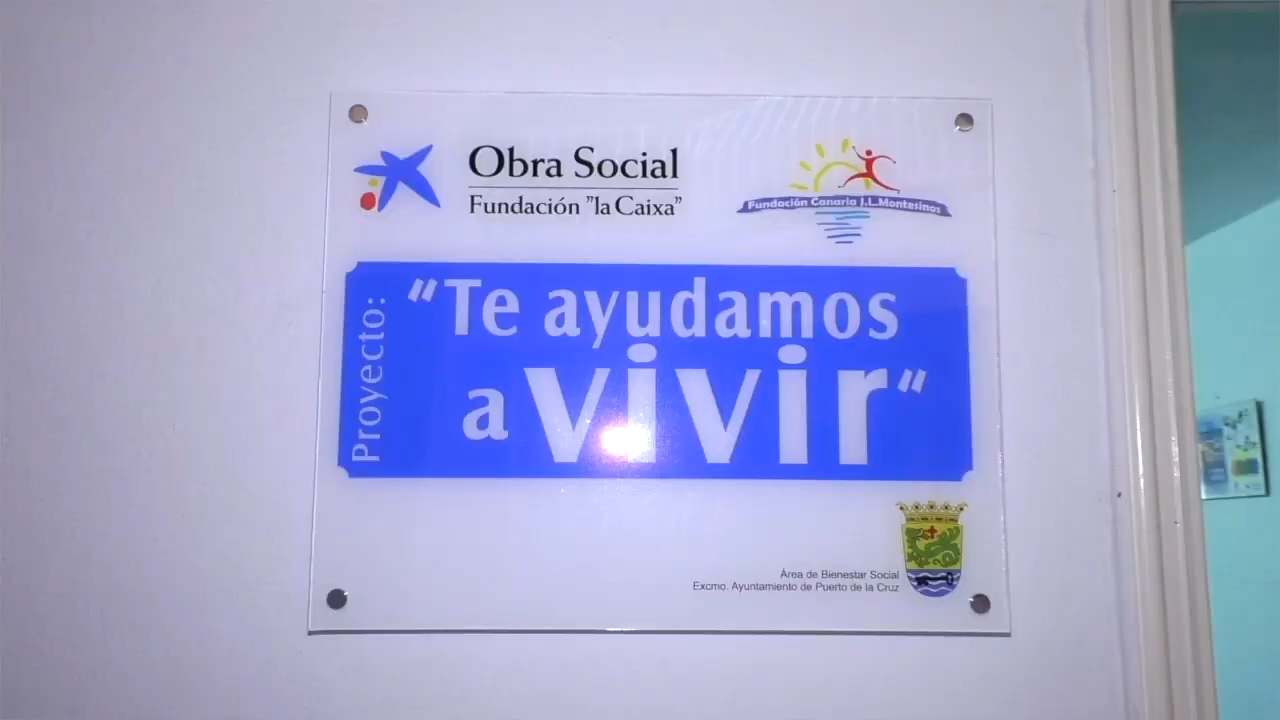 Obra Social
Fundación "la Caixa"
Fundación Canaria J.L.Montesinos
Proyecto:
"Te ayudamos
a vivir"
Área de Bienestar Social
Excmo. Ayuntamiento de Puerto de la Cruz